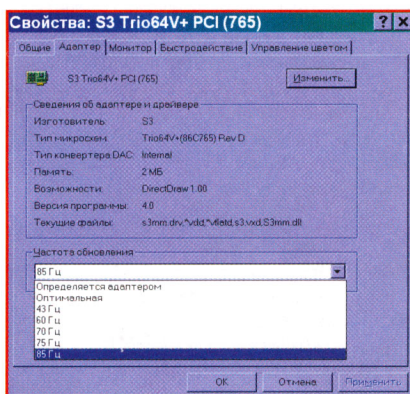 Свойства: S3 Trio64V+ PCI (765)
Общие Адаптер Монитор Быстродействие Управление цветом
S3 Trio64V+ PCI (765)
Изменить...
Сведения об адаптере и драйвере
Изготовитель: S3
Тип микросхем: Trio64V+(86C765) Rev D
Тип конвертера DAC: Internal
Память: 2 МБ
Возможности: DirectDraw 1.00
Версия программы: 4.0
Текущие файлы: s3mm.drv,*vdd,*vflatd,s3.vxd,S3mm.dll
Частота обновления
85 Гц
Определяется адаптером
Оптимальная
43 Гц
60 Гц
70 Гц
75 Гц
85 Гц
OK Отмена Применить